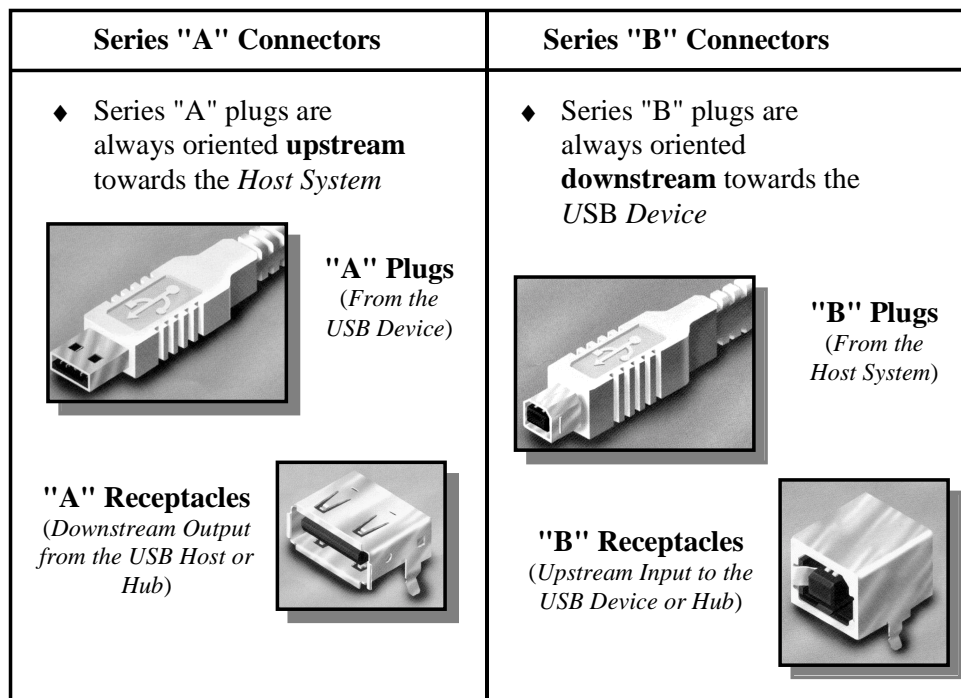 Series "A" Connectors
Series "B" Connectors
♦ Series "A" plugs are
always oriented upstream
towards the Host System
"A" Plugs
(From the
USB Device)
"A" Receptacles
(Downstream Output
from the USB Host or
Hub)
♦ Series "B" plugs are
always oriented
downstream towards the
USB Device
"B" Plugs
(From the
Host System)
"B" Receptacles
(Upstream Input to the
USB Device or Hub)